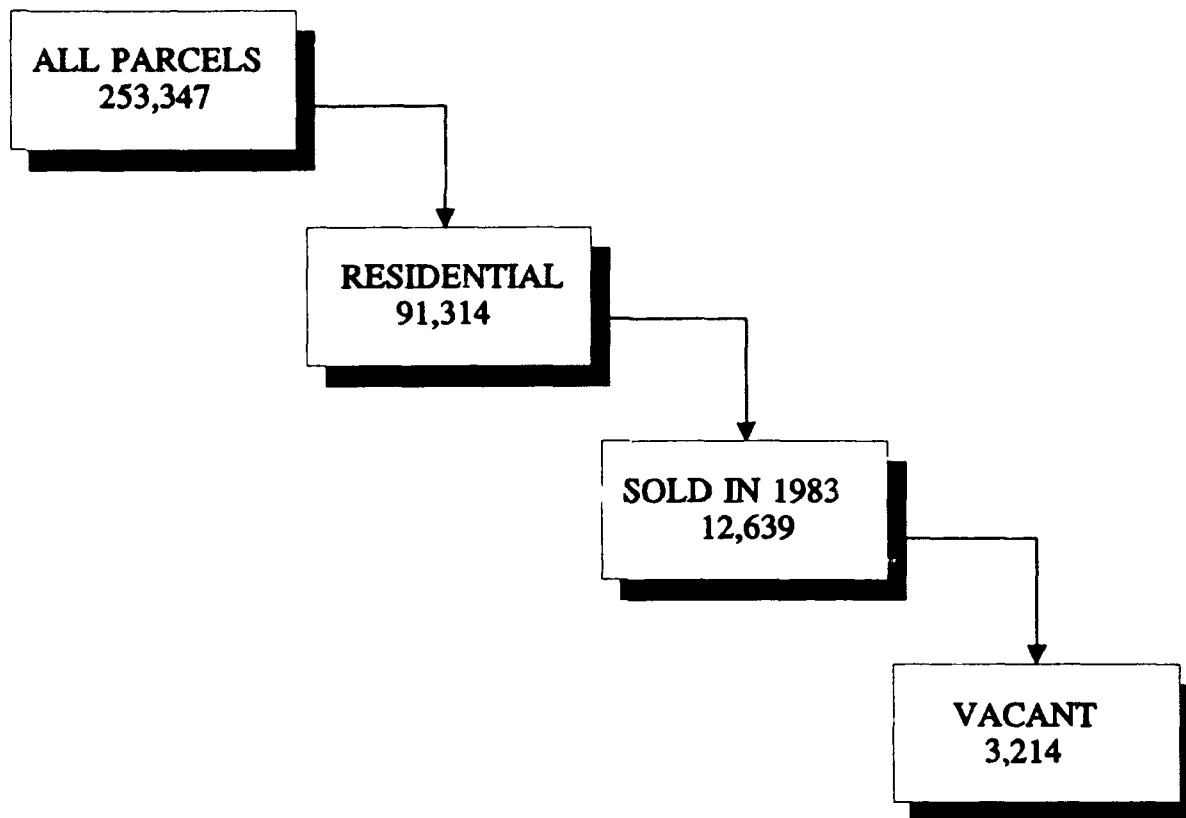 ALL PARCELS
253,347
RESIDENTIAL
91,314
SOLD IN 1983
12,639
VACANT
3,214